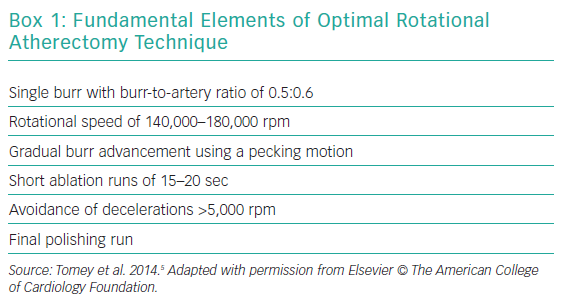 Box 1: Fundamental Elements of Optimal Rotational
Atherectomy Technique
Single burr with burr-to-artery ratio of 0.5:0.6
Rotational speed of 140,000–180,000 rpm
Gradual burr advancement using a pecking motion
Short ablation runs of 15–20 sec
Avoidance of decelerations >5,000 rpm
Final polishing run
Source: Tomey et al. 2014.⁵ Adapted with permission from Elsevier © The American College
of Cardiology Foundation.